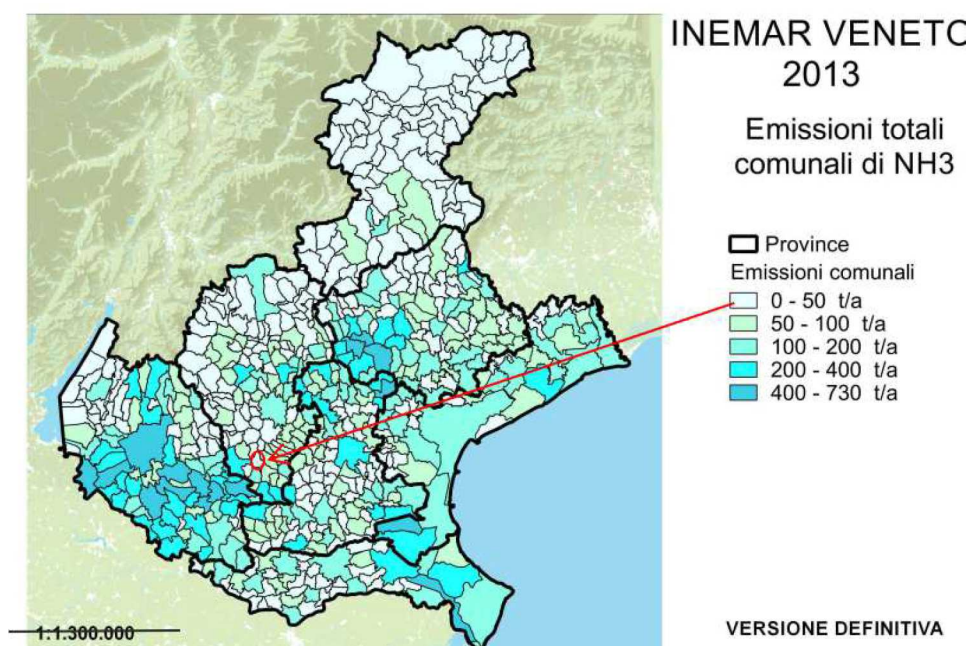 INEMAR VENETO
2013
Emissioni totali
comunali di NH3
Province
Emissioni comunali
0 - 50 t/a
50 - 100 t/a
100 - 200 t/a
200 - 400 t/a
400 - 730 t/a
1:1.300.000
VERSIONE DEFINITIVA